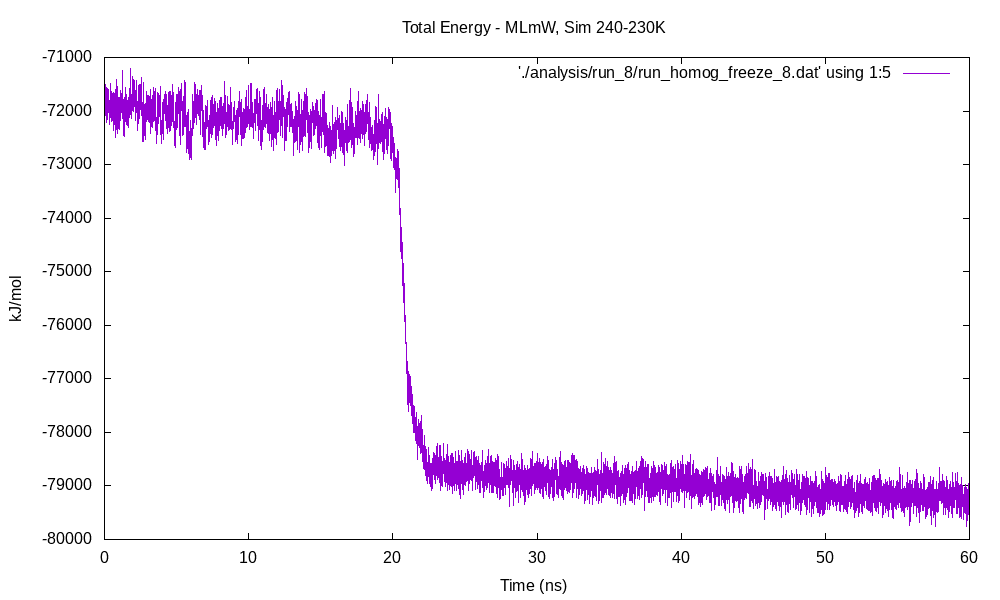 Total Energy - MLmW, Sim 240-230K
'./analysis/run_8/run_homog_freeze_8.dat' using 1:5
-71000
-72000
-73000
-74000
-75000
-76000
-77000
-78000
-79000
-80000
kJ/mol
0 10 20 30 40 50 60
Time (ns)